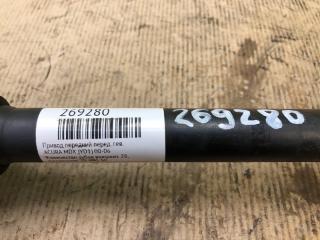 269280
269280
Привод передний перед. лев.
ACURA MDX (YD1) 00-06